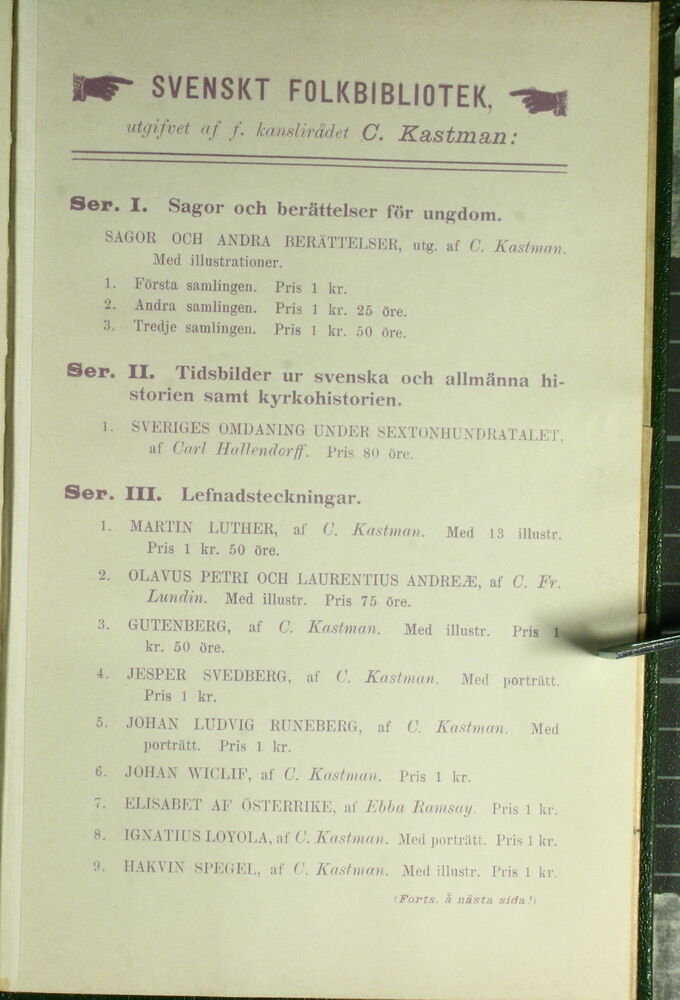 SVENSKT FOLKBIBLIOTEK,
utgifvet af f. kanslirådet C. Kastman:
Ser. I. Sagor och berättelser för ungdom.
SAGOR OCH ANDRA BERÄTTELSER, utg. af C. Kastman.
Med illustrationer.
1. Första samlingen. Pris 1 kr.
2. Andra samlingen. Pris 1 kr. 25 öre.
3. Tredje samlingen. Pris 1 kr. 50 öre.
Ser. II. Tidsbilder ur svenska och allmänna hi-
storien samt kyrkohistorien.
1. SVERIGES OMDANING UNDER SEXTONHUNDRATALET,
af Carl Hallendorff. Pris 80 öre.
Ser. III. Lefnadsteckningar.
1. MARTIN LUTHER, af C. Kastman. Med 13 illustr.
Pris 1 kr. 50 öre.
2. OLAVUS PETRI OCH LAURENTIUS ANDREÆ, af C. Fr.
Lundin. Med illustr. Pris 75 öre.
3. GUTENBERG, af C. Kastman. Med illustr. Pris 1
kr. 50 öre.
4. JESPER SVEDBERG, af C. Kastman. Med porträtt.
Pris 1 kr.
5. JOHAN LUDVIG RUNEBERG, af C. Kastman. Med
porträtt. Pris 1 kr.
6. JOHAN WICLIF, af C. Kastman. Pris 1 kr.
7. ELISABET AF ÖSTERRIKE, af Ebba Ramsay. Pris 1 kr.
8. IGNATIUS LOYOLA, af C. Kastman. Med porträtt. Pris 1 kr.
9. HAKVIN SPEGEL, af C. Kastman. Med illustr. Pris 1 kr.
(Forts. å nästa sida!)